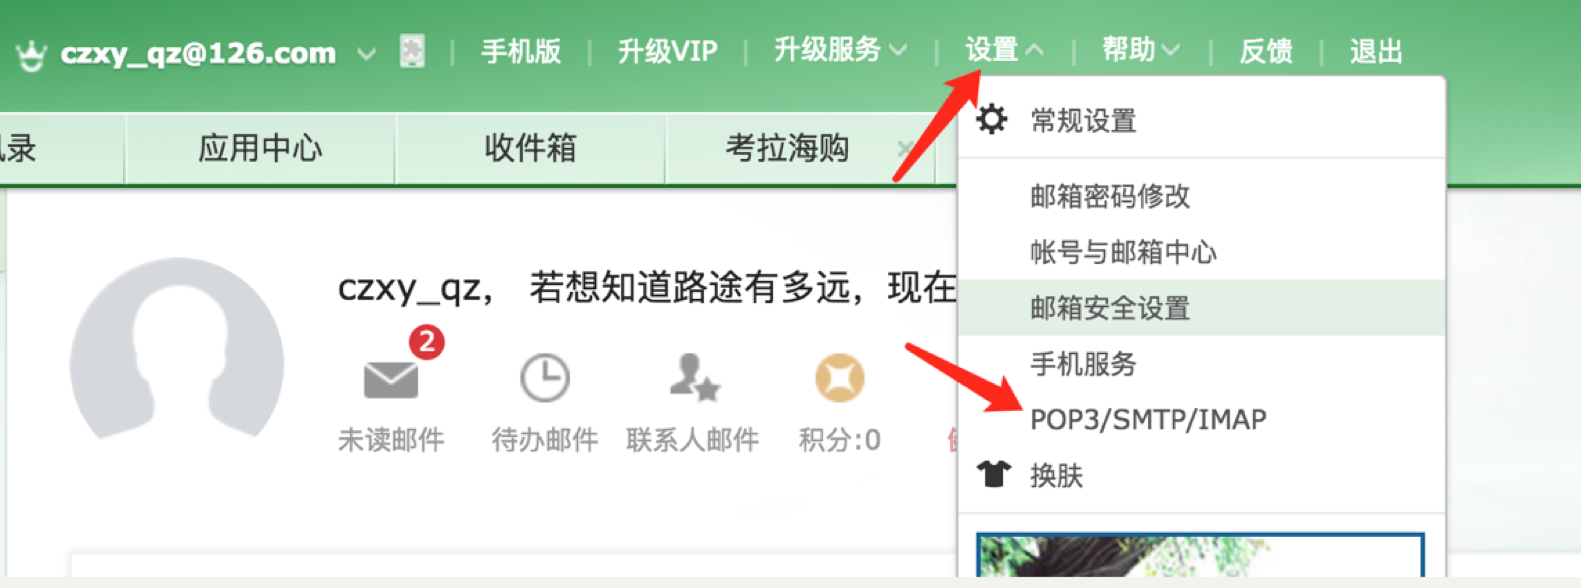 czxy_qz@126.com
手机版
升级VIP
升级服务
设置
帮助
反馈
退出
录
应用中心
收件箱
考拉海购
常规设置
邮箱密码修改
帐号与邮箱中心
邮箱安全设置
手机服务
POP3/SMTP/IMAP
换肤
czxy_qz, 若想知道路途有多远，现在
2
未读邮件
待办邮件
联系人邮件
积分:0